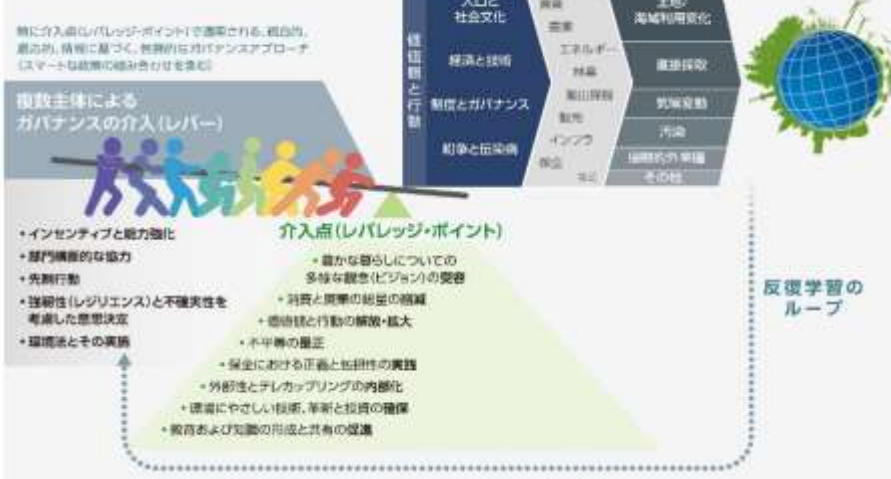 特に介入点(レバレッジ・ポイント)で適用される、統合的、
適応的、情報に基づく、包摂的なガバナンスアプローチ
(スマートな政策の組み合わせを含む)
複数主体による
ガバナンスの介入(レバー)
・インセンティブと能力強化
・部門横断的な協力
・先制行動
・強靭性(レジリエンス)と不確実性を
考慮した意思決定
・環境法とその実施
価値観と行動
人口と
社会文化
経済と技術
制度とガバナンス
紛争と伝染病
漁業
農業
エネルギー
林業
鉱山採掘
観光
インフラ
保全
土地/
海域利用変化
直接採取
気候変動
汚染
侵略的外来種
その他
介入点(レバレッジ・ポイント)
・豊かな暮らしについての
多様な観念(ビジョン)の受容
・消費と廃棄の総量の削減
・価値観と行動の解放・拡大
・不平等の是正
・保全における正義と包摂性の実践
・外部性とテレカップリングの内部化
・環境にやさしい技術、革新と投資の確保
・教育および知識の形成と共有の促進
反復学習の
ループ